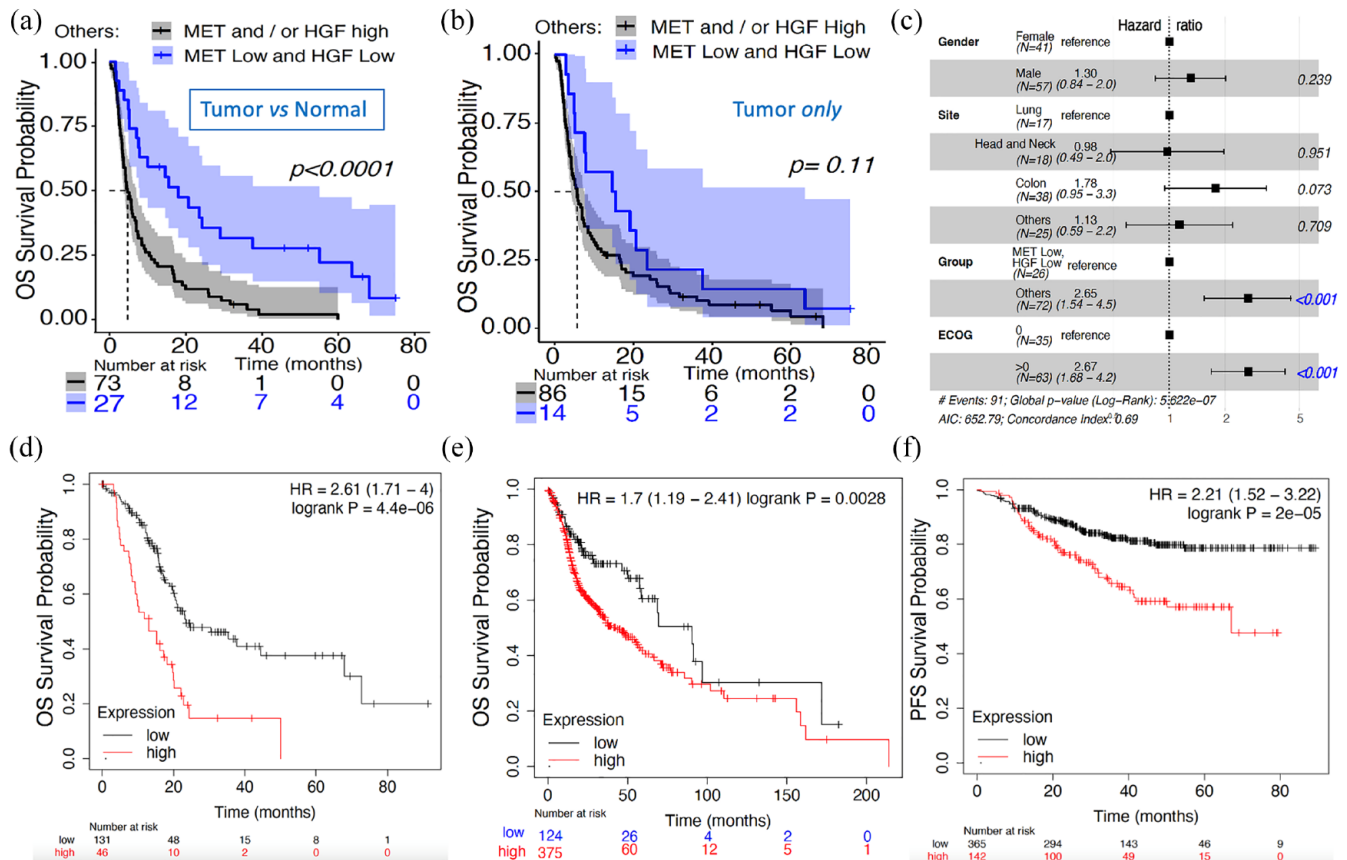 (a)
Others:
MET and / or HGF high
MET Low and HGF Low
OS Survival Probability
1.00
0.75
0.50
0.25
0.00
Tumor vs Normal
p<0.0001
0 20 40 60 80
Number at risk
Time (months)
73 8 1 0 0
27 12 7 4 0
(b)
Others:
MET and / or HGF High
MET Low and HGF Low
OS Survival Probability
1.00
0.75
0.50
0.25
0.00
Tumor only
p= 0.11
0 20 40 60 80
Number at risk
Time (months)
86 15 6 2 0
14 5 2 2 0
(c)
Hazard ratio
Gender Female (N=41) reference
Male (N=57) 1.30 (0.84 – 2.0) 0.239
Site Lung (N=17) reference
Head and Neck (N=18) 0.98 (0.49 – 2.0) 0.951
Colon (N=38) 1.78 (0.95 – 3.3) 0.073
Others (N=25) 1.13 (0.59 – 2.2) 0.709
Group MET Low, HGF Low (N=26) reference
Others (N=72) 2.65 (1.54 – 4.5) <0.001
ECOG 0 (N=35) reference
>0 (N=63) 2.67 (1.68 – 4.2) <0.001
# Events: 91; Global p-value (Log-Rank): 5.622e-07
AIC: 652.79; Concordance Index: 0.69
1 2 5
(d)
OS Survival Probability
1.0
0.8
0.6
0.4
0.2
0.0
HR = 2.61 (1.71 – 4)
logrank P = 4.4e-06
Expression
low
high
0 20 40 60 80
Time (months)
Number at risk
low 131 48 15 8 1
high 46 10 2 0 0
(e)
OS Survival Probability
1.0
0.8
0.6
0.4
0.2
0.0
HR = 1.7 (1.19 – 2.41) logrank P = 0.0028
Expression
low
high
0 50 100 150 200
Number at risk
Time (months)
low 124 26 4 2 0
high 375 60 12 5 1
(f)
PFS Survival Probability
1.0
0.8
0.6
0.4
0.2
0.0
HR = 2.21 (1.52 – 3.22)
logrank P = 2e-05
Expression
low
high
0 20 40 60 80
Time (months)
Number at risk
low 365 294 143 46 9
high 142 100 49 15 1